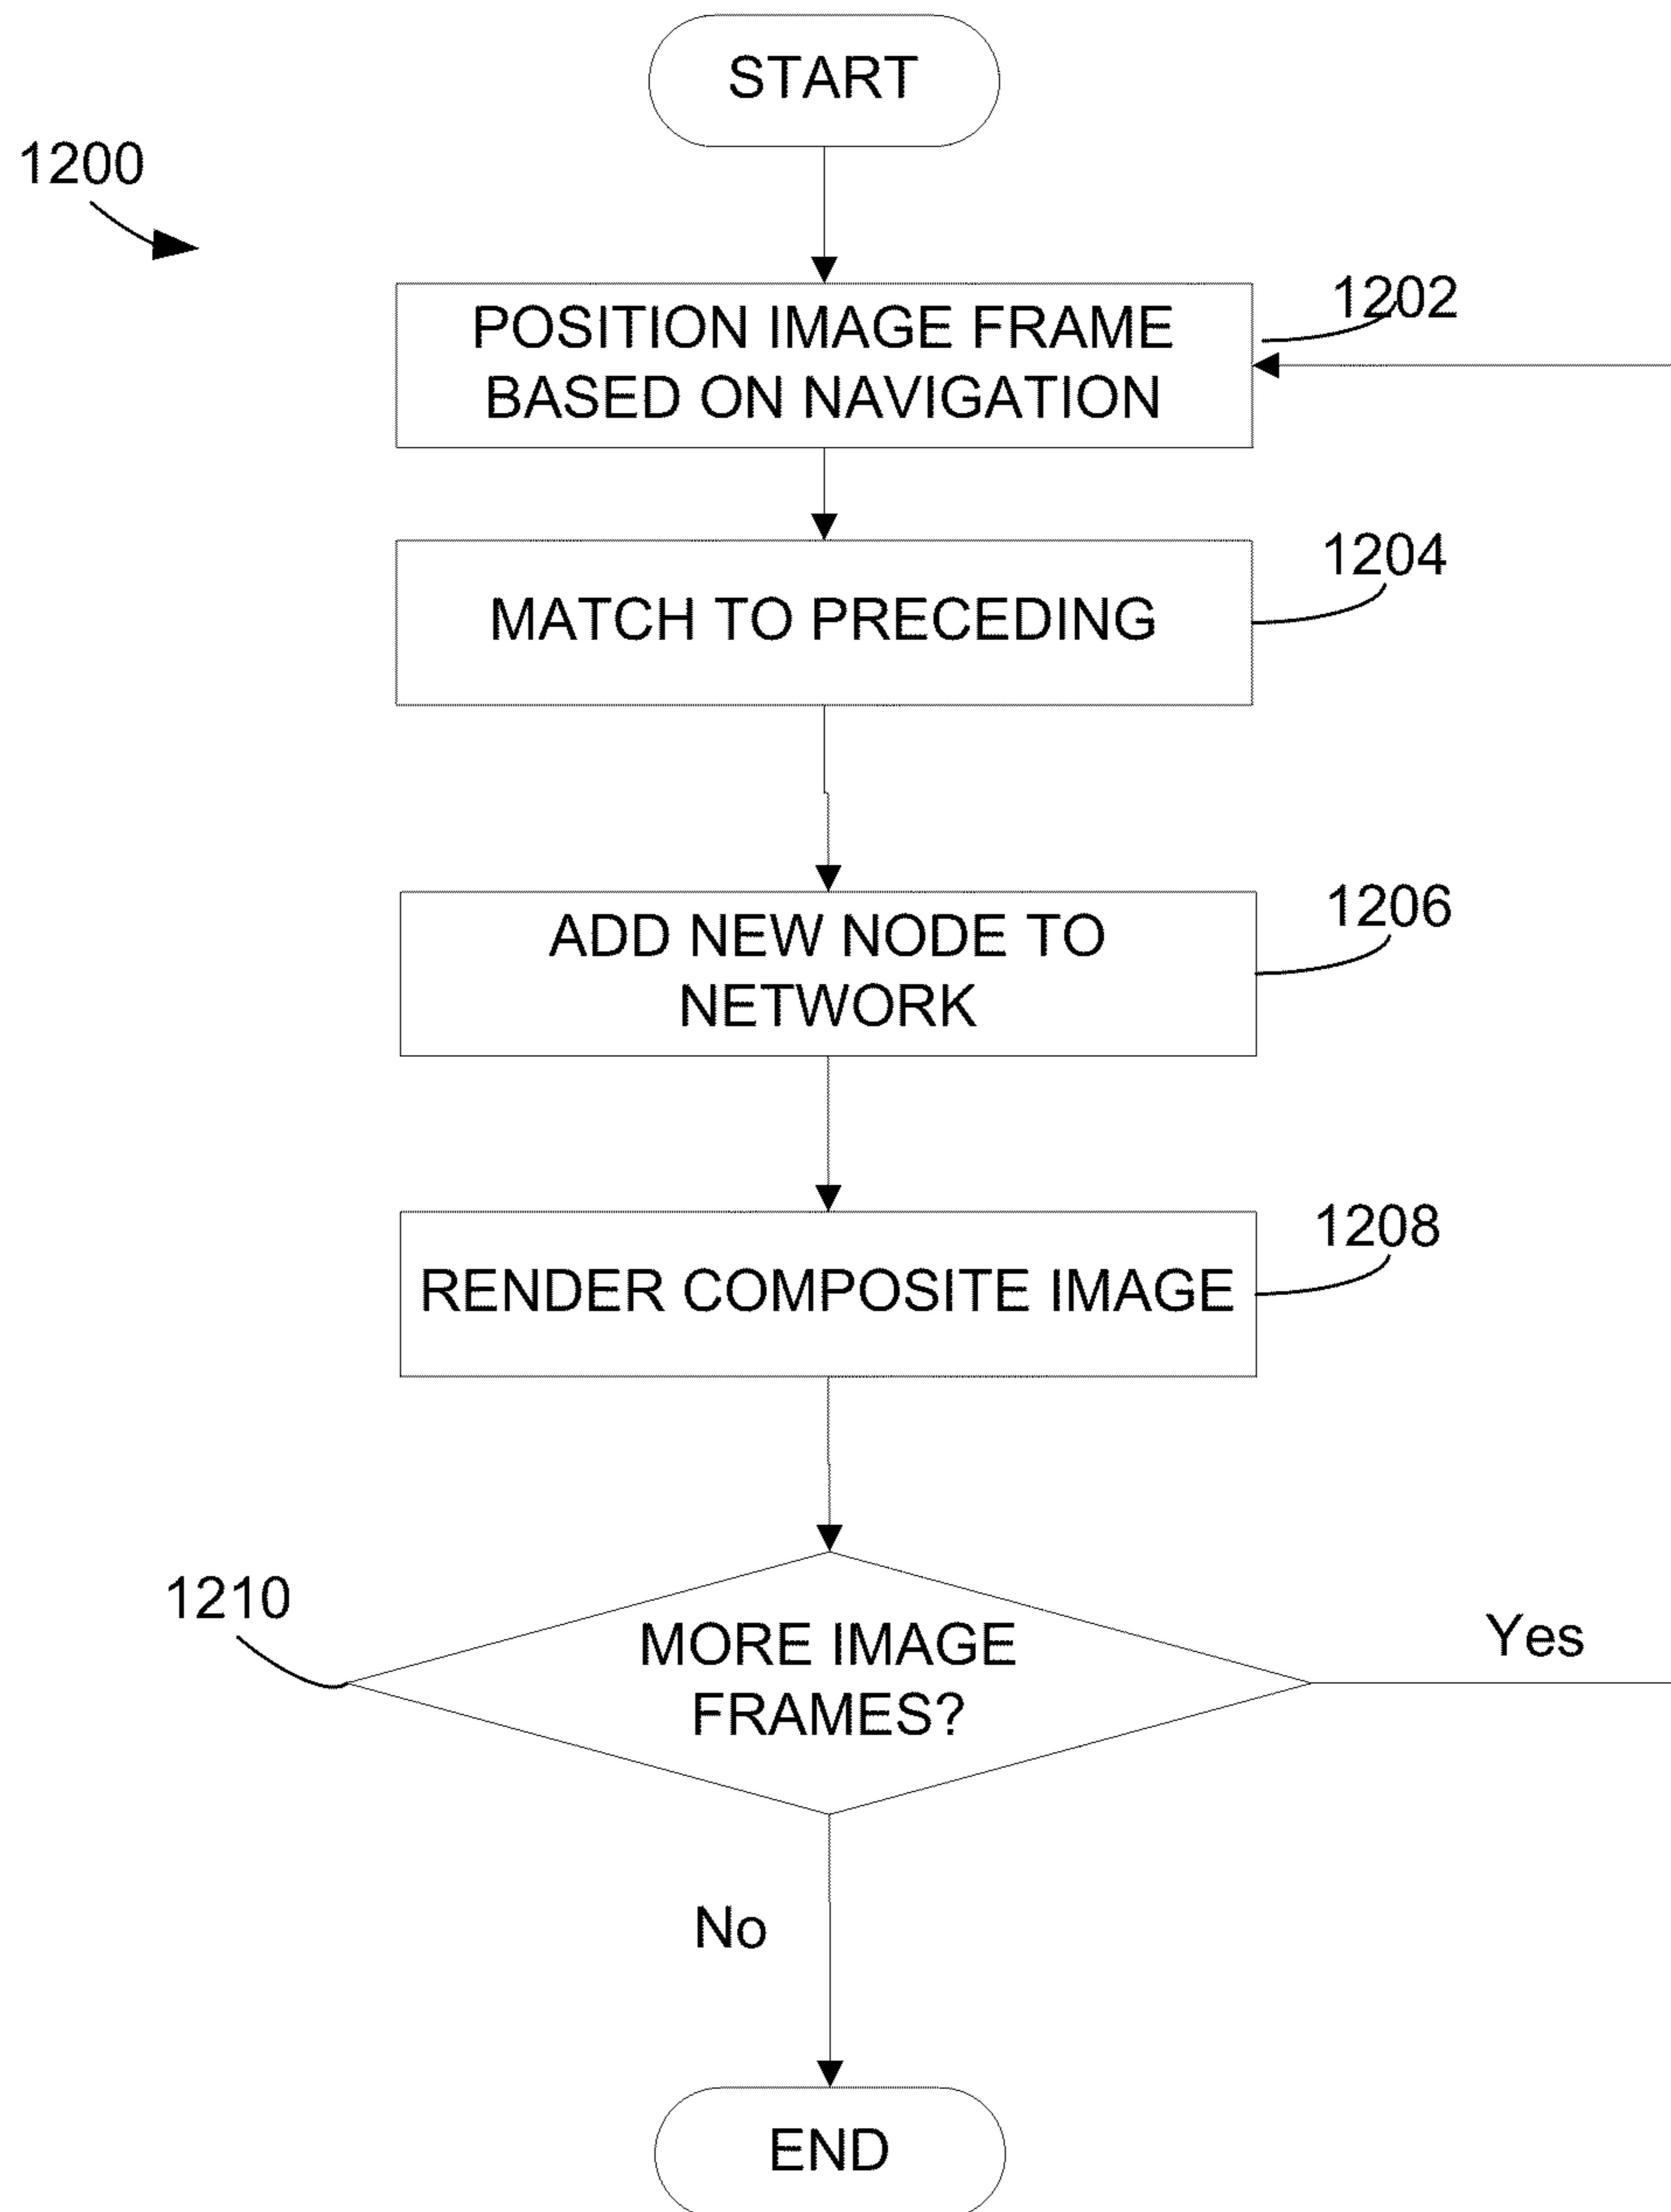 START
1200
1202
POSITION IMAGE FRAME
BASED ON NAVIGATION
1204
MATCH TO PRECEDING
1206
ADD NEW NODE TO
NETWORK
1208
RENDER COMPOSITE IMAGE
1210
MORE IMAGE
FRAMES?
Yes
No
END